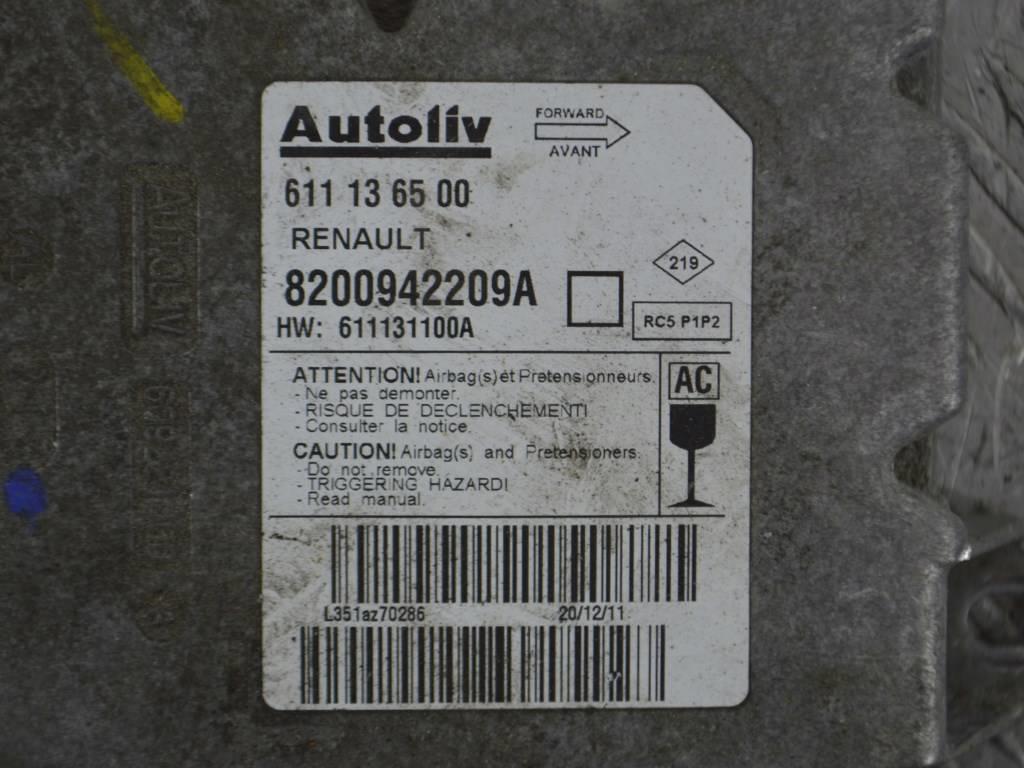 Autoliv
FORWARD
AVANT
611 13 65 00
RENAULT
8200942209A
219
HW: 611131100A
RC5 P1P2
ATTENTION! Airbag(s) et Pretensionneurs.
- Ne pas demonter.
- RISQUE DE DECLENCHEMENT!
- Consulter la notice.
AC
CAUTION! Airbag(s) and Pretensioners.
- Do not remove.
- TRIGGERING HAZARD!
- Read manual.
L351az70286 20/12/11
AUTOLIV